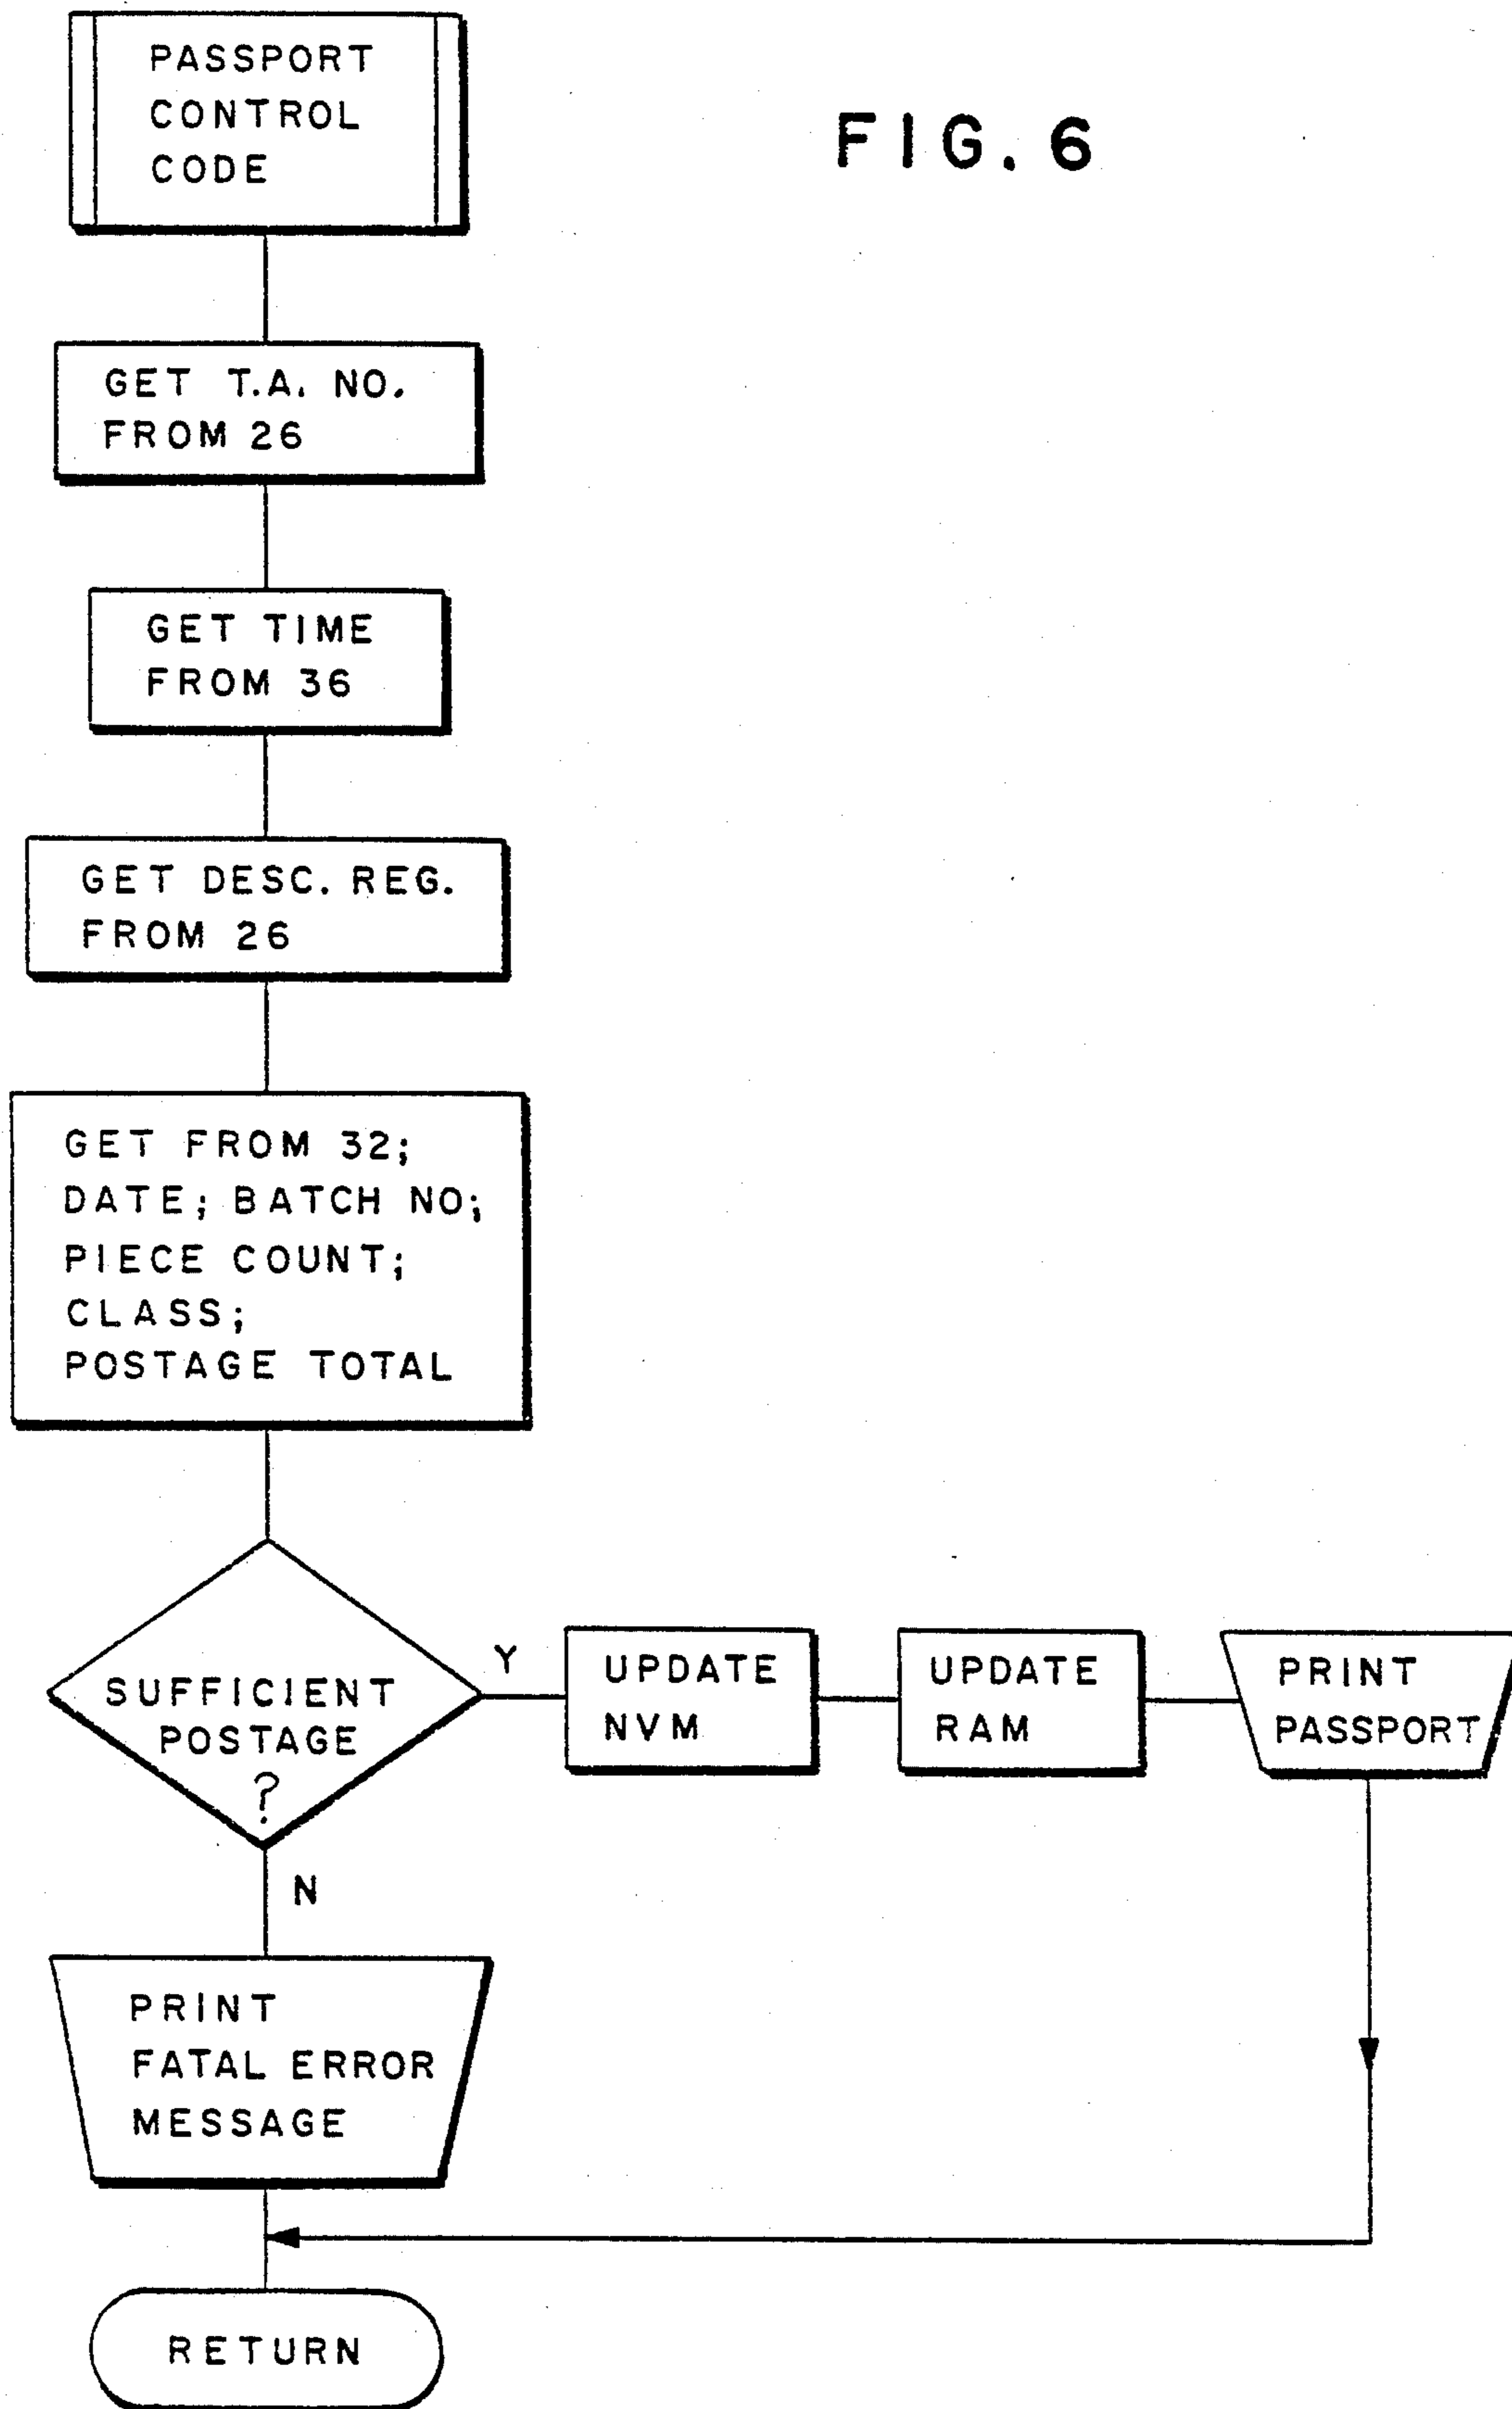 PASSPORT
CONTROL
CODE
FIG. 6
GET T.A. NO.
FROM 26
GET TIME
FROM 36
GET DESC. REG.
FROM 26
GET FROM 32;
DATE; BATCH NO;
PIECE COUNT;
CLASS;
POSTAGE TOTAL
SUFFICIENT
POSTAGE
?
Y
UPDATE
NVM
UPDATE
RAM
PRINT
PASSPORT
N
PRINT
FATAL ERROR
MESSAGE
RETURN